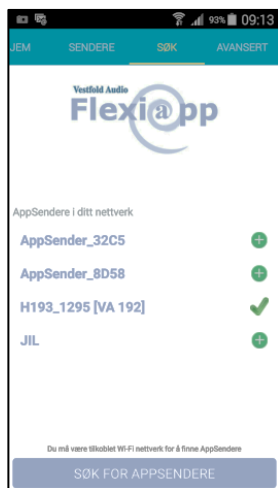 93% 09:13
JEM SENDERE SØK AVANSERT
Vestfold Audio
Flexi@pp
AppSendere i ditt nettverk
AppSender_32C5
AppSender_8D58
H193_1295 [VA 192]
JIL
Du må være tilkoblet Wi-Fi nettverk for å finne AppSendere
SØK FOR APPSENDERE